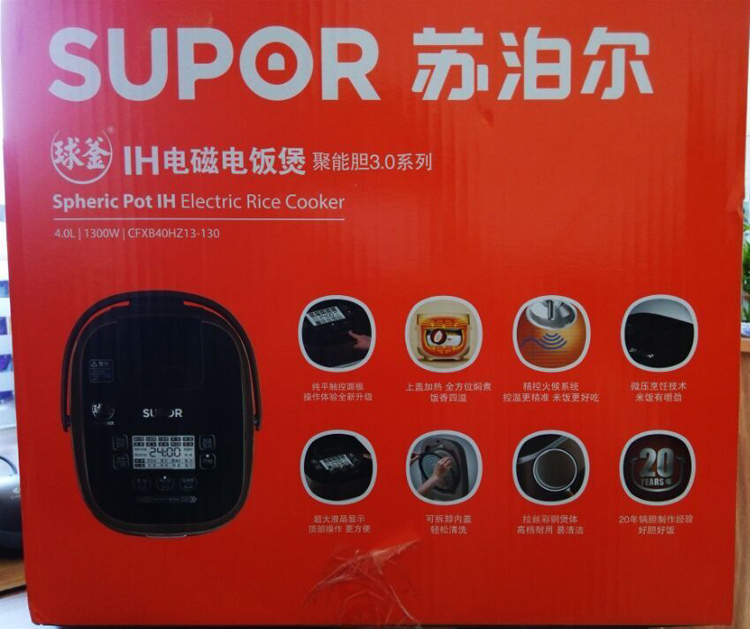 SUPOR 苏泊尔
球釜® IH电磁电饭煲 聚能胆3.0系列
Spheric Pot IH Electric Rice Cooker
4.0L | 1300W | CFXB40HZ13-130
SUPOR
24:00
纯平触控面板
操作体验全新升级
上盖加热 全方位焖煮
饭香四溢
精控火候系统
控温更精准 米饭更好吃
微压烹饪技术
米饭有嚼劲
20
YEARS
超大液晶显示
顶部操作 更方便
可拆卸内盖
轻松清洗
拉丝彩钢煲体
高档耐用 易清洁
20年锅胆制作经验
好胆好饭